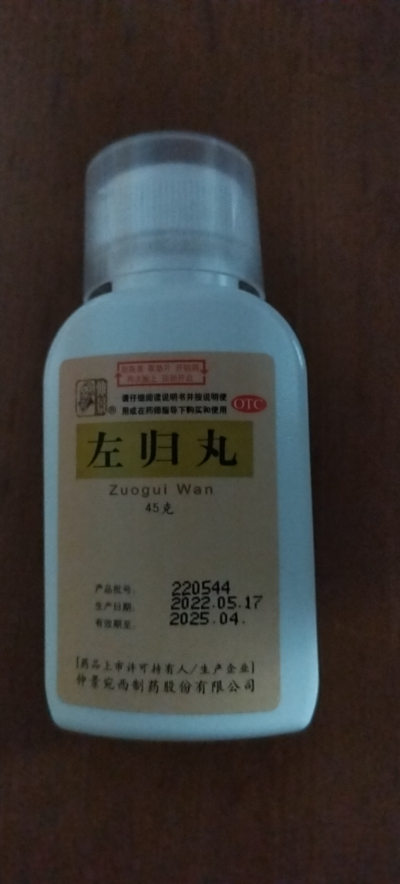 请仔细阅读说明书并按说明使
用或在药师指导下购买和使用
OTC
®
左归丸
Zuogui Wan
45克
产品批号: 220544
生产日期: 2022.05.17
有效期至: 2025.04.
[药品上市许可持有人/生产企业]
仲景宛西制药股份有限公司